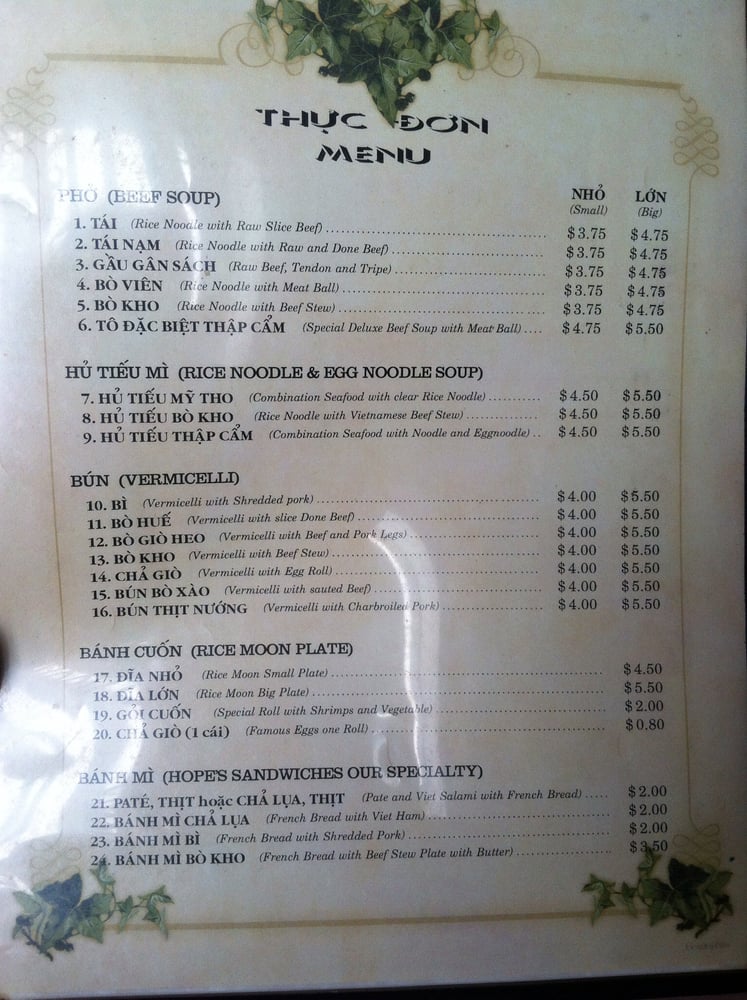 THỰC ĐƠN
MENU
PHỞ (BEEF SOUP) NHỎ LỚN
(Small) (Big)
1. TÁI (Rice Noodle with Raw Slice Beef) $3.75 $4.75
2. TÁI NẠM (Rice Noodle with Raw and Done Beef) $3.75 $4.75
3. GẦU GÂN SÁCH (Raw Beef, Tendon and Tripe) $3.75 $4.75
4. BÒ VIÊN (Rice Noodle with Meat Ball) $3.75 $4.75
5. BÒ KHO (Rice Noodle with Beef Stew) $3.75 $4.75
6. TÔ ĐẶC BIỆT THẬP CẨM (Special Deluxe Beef Soup with Meat Ball) $4.75 $5.50
HỦ TIẾU MÌ (RICE NOODLE & EGG NOODLE SOUP)
7. HỦ TIẾU MỸ THO (Combination Seafood with clear Rice Noodle) $4.50 $5.50
8. HỦ TIẾU BÒ KHO (Rice Noodle with Vietnamese Beef Stew) $4.50 $5.50
9. HỦ TIẾU THẬP CẨM (Combination Seafood with Noodle and Eggnoodle) $4.50 $5.50
BÚN (VERMICELLI)
10. BÌ (Vermicelli with Shredded pork) $4.00 $5.50
11. BÒ HUẾ (Vermicelli with slice Done Beef) $4.00 $5.50
12. BÒ GIÒ HEO (Vermicelli with Beef and Pork Legs) $4.00 $5.50
13. BÒ KHO (Vermicelli with Beef Stew) $4.00 $5.50
14. CHẢ GIÒ (Vermicelli with Egg Roll) $4.00 $5.50
15. BÚN BÒ XÀO (Vermicelli with sauted Beef) $4.00 $5.50
16. BÚN THỊT NƯỚNG (Vermicelli with Charbroiled Pork) $4.00 $5.50
BÁNH CUỐN (RICE MOON PLATE)
17. ĐĨA NHỎ (Rice Moon Small Plate) $4.50
18. ĐĨA LỚN (Rice Moon Big Plate) $5.50
19. GỎI CUỐN (Special Roll with Shrimps and Vegetable) $2.00
20. CHẢ GIÒ (1 cái) (Famous Eggs one Roll) $0.80
BÁNH MÌ (HOPE'S SANDWICHES OUR SPECIALTY)
21. PATÉ, THỊT hoặc CHẢ LỤA, THỊT (Pate and Viet Salami with French Bread) $2.00
22. BÁNH MÌ CHẢ LỤA (French Bread with Viet Ham) $2.00
23. BÁNH MÌ BÌ (French Bread with Shredded Pork) $2.00
24. BÁNH MÌ BÒ KHO (French Bread with Beef Stew Plate with Butter) $3.50